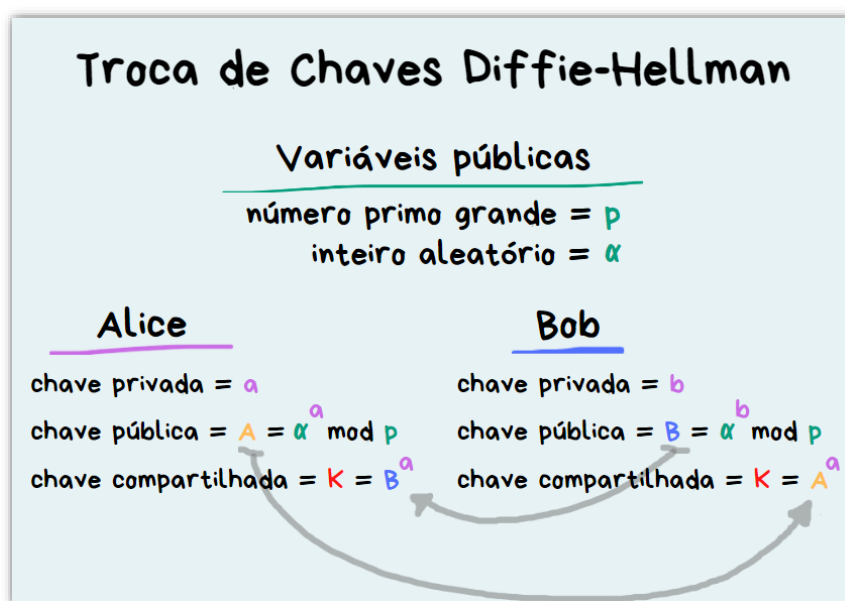 Troca de Chaves Diffie-Hellman
Variáveis públicas
número primo grande = p
inteiro aleatório = α
Alice
chave privada = a
chave pública = A = α^a mod p
chave compartilhada = K = B^a
Bob
chave privada = b
chave pública = B = α^b mod p
chave compartilhada = K = A^a